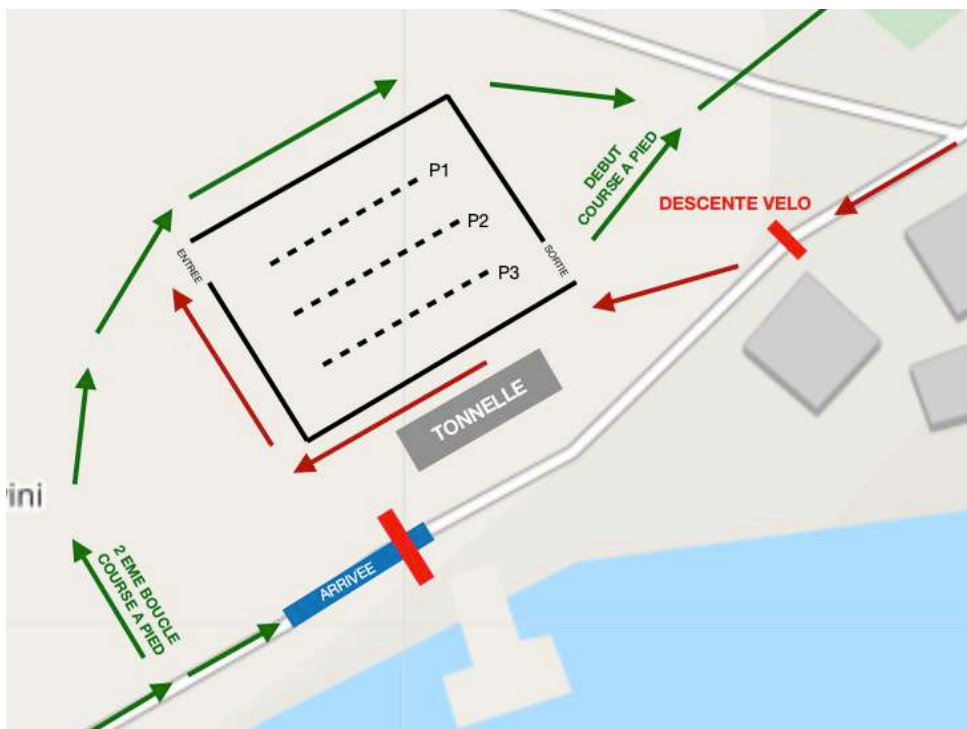 P1
DEBUT
COURSE A PIED
P2
DESCENTE VELO
ENTREE
SORTIE
P3
TONNELLE
ARRIVEE
2 EME BOUCLE
COURSE A PIED